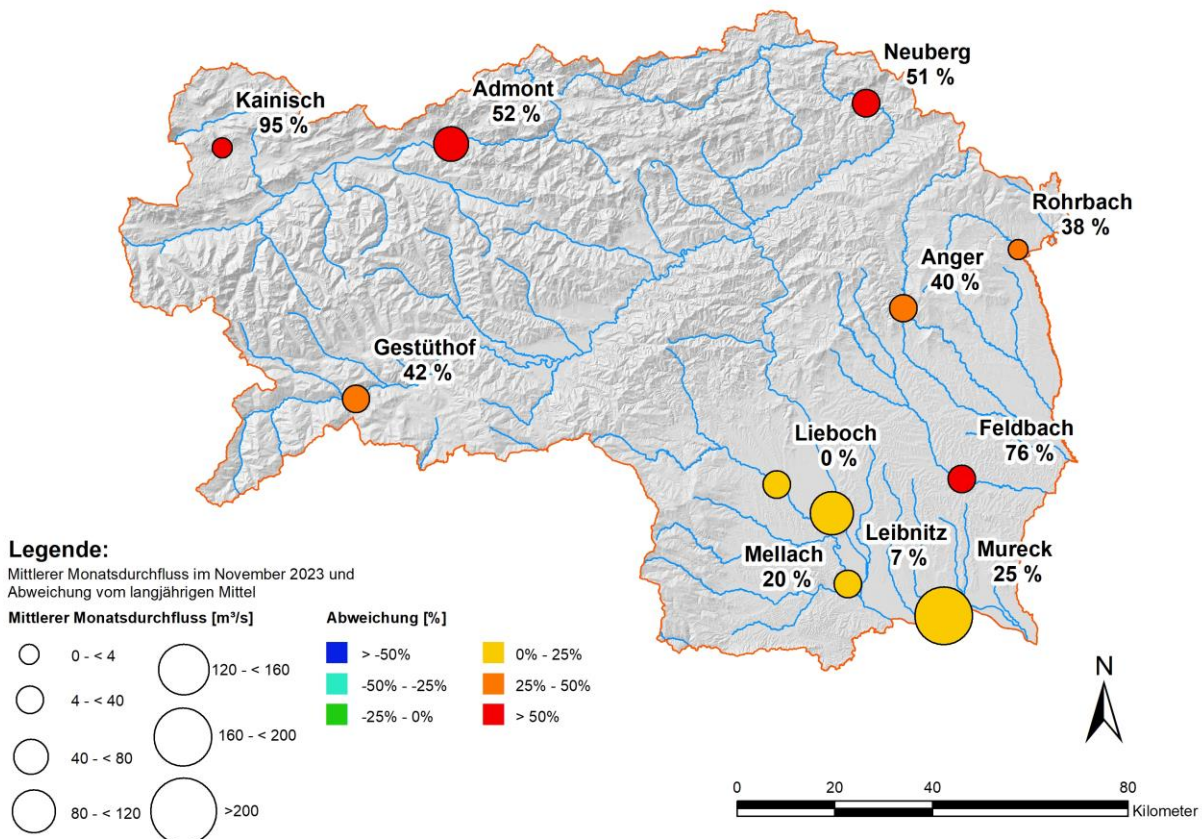 Neuberg
51 %
Admont
52 %
Kainisch
95 %
Rohrbach
38 %
Anger
40 %
Gestüthof
42 %
Lieboch
0 %
Feldbach
76 %
Leibnitz
7 %
Mureck
25 %
Mellach
20 %
Legende:
Mittlerer Monatsdurchfluss im November 2023 und
Abweichung vom langjährigen Mittel
Mittlerer Monatsdurchfluss [m³/s]
0 - < 4
4 - < 40
40 - < 80
80 - < 120
120 - < 160
160 - < 200
>200
Abweichung [%]
> -50%
-50% - -25%
-25% - 0%
0% - 25%
25% - 50%
> 50%
N
0 20 40 60 80
Kilometer